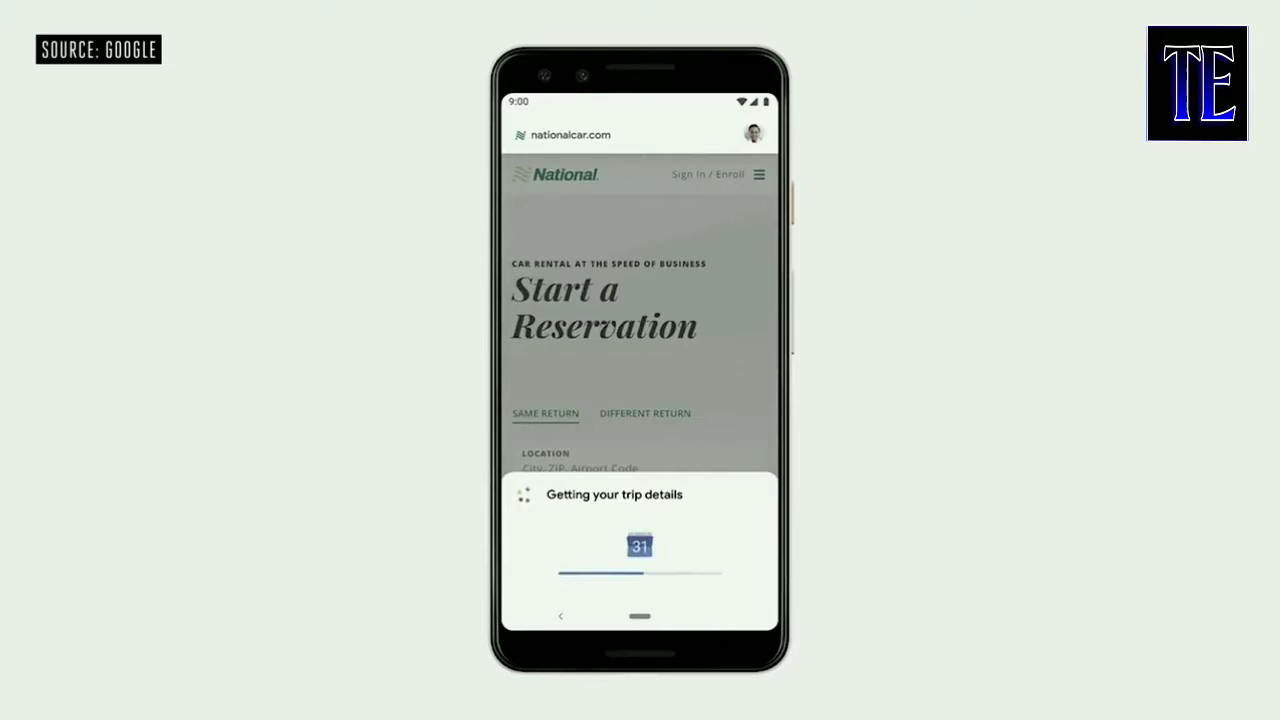 SOURCE: GOOGLE
TE
9:00
nationalcar.com
National.
Sign In / Enroll
CAR RENTAL AT THE SPEED OF BUSINESS
Start a
Reservation
SAME RETURN DIFFERENT RETURN
LOCATION
City, ZIP, Airport Code
Getting your trip details
31